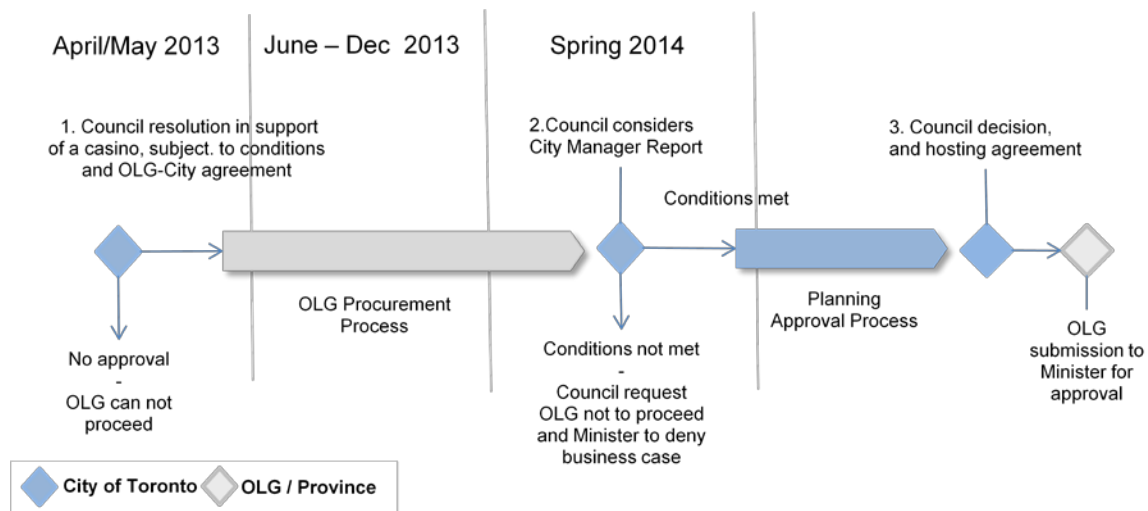 April/May 2013
June – Dec 2013
Spring 2014
1. Council resolution in support
of a casino, subject. to conditions
and OLG-City agreement
2.Council considers
City Manager Report
3. Council decision,
and hosting agreement
Conditions met
OLG Procurement
Process
Planning
Approval Process
No approval
-
OLG can not
proceed
Conditions not met
-
Council request
OLG not to proceed
and Minister to deny
business case
OLG
submission to
Minister for
approval
City of Toronto
OLG / Province